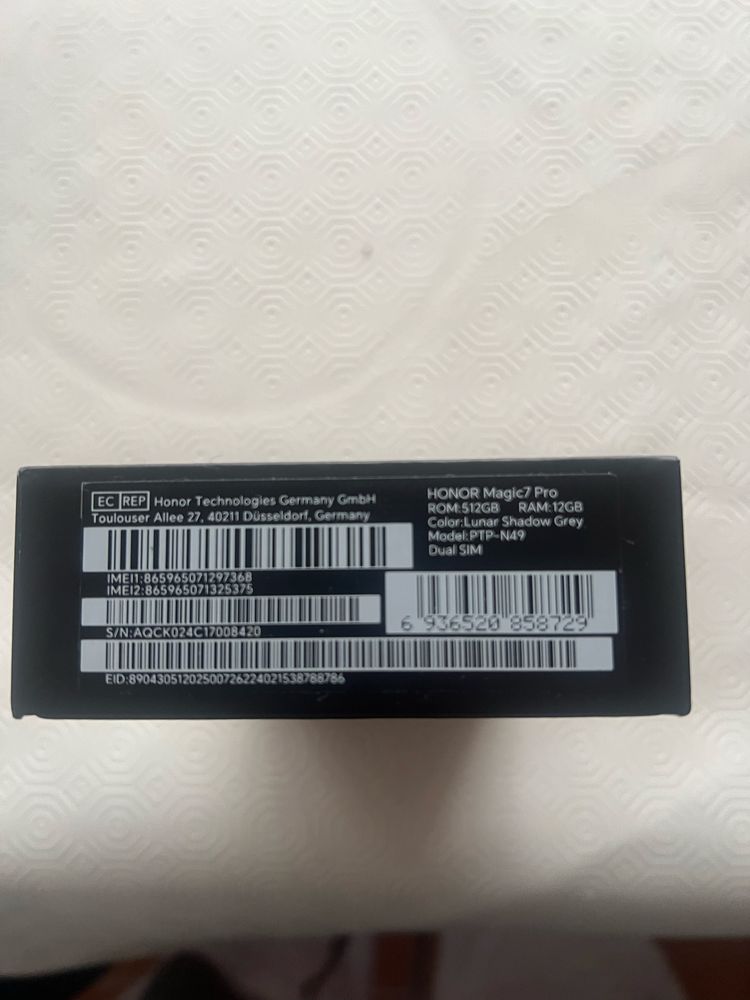 EC REP Honor Technologies Germany GmbH
Toulouser Allee 27, 40211 Düsseldorf, Germany
IMEI1:865965071297368
IMEI2:865965071325375
S/N:AQCK024C17008420
EID:89043051202500726224021538788786
HONOR Magic7 Pro
ROM:512GB RAM:12GB
Color:Lunar Shadow Grey
Model:PTP-N49
Dual SIM
6 936520 858729